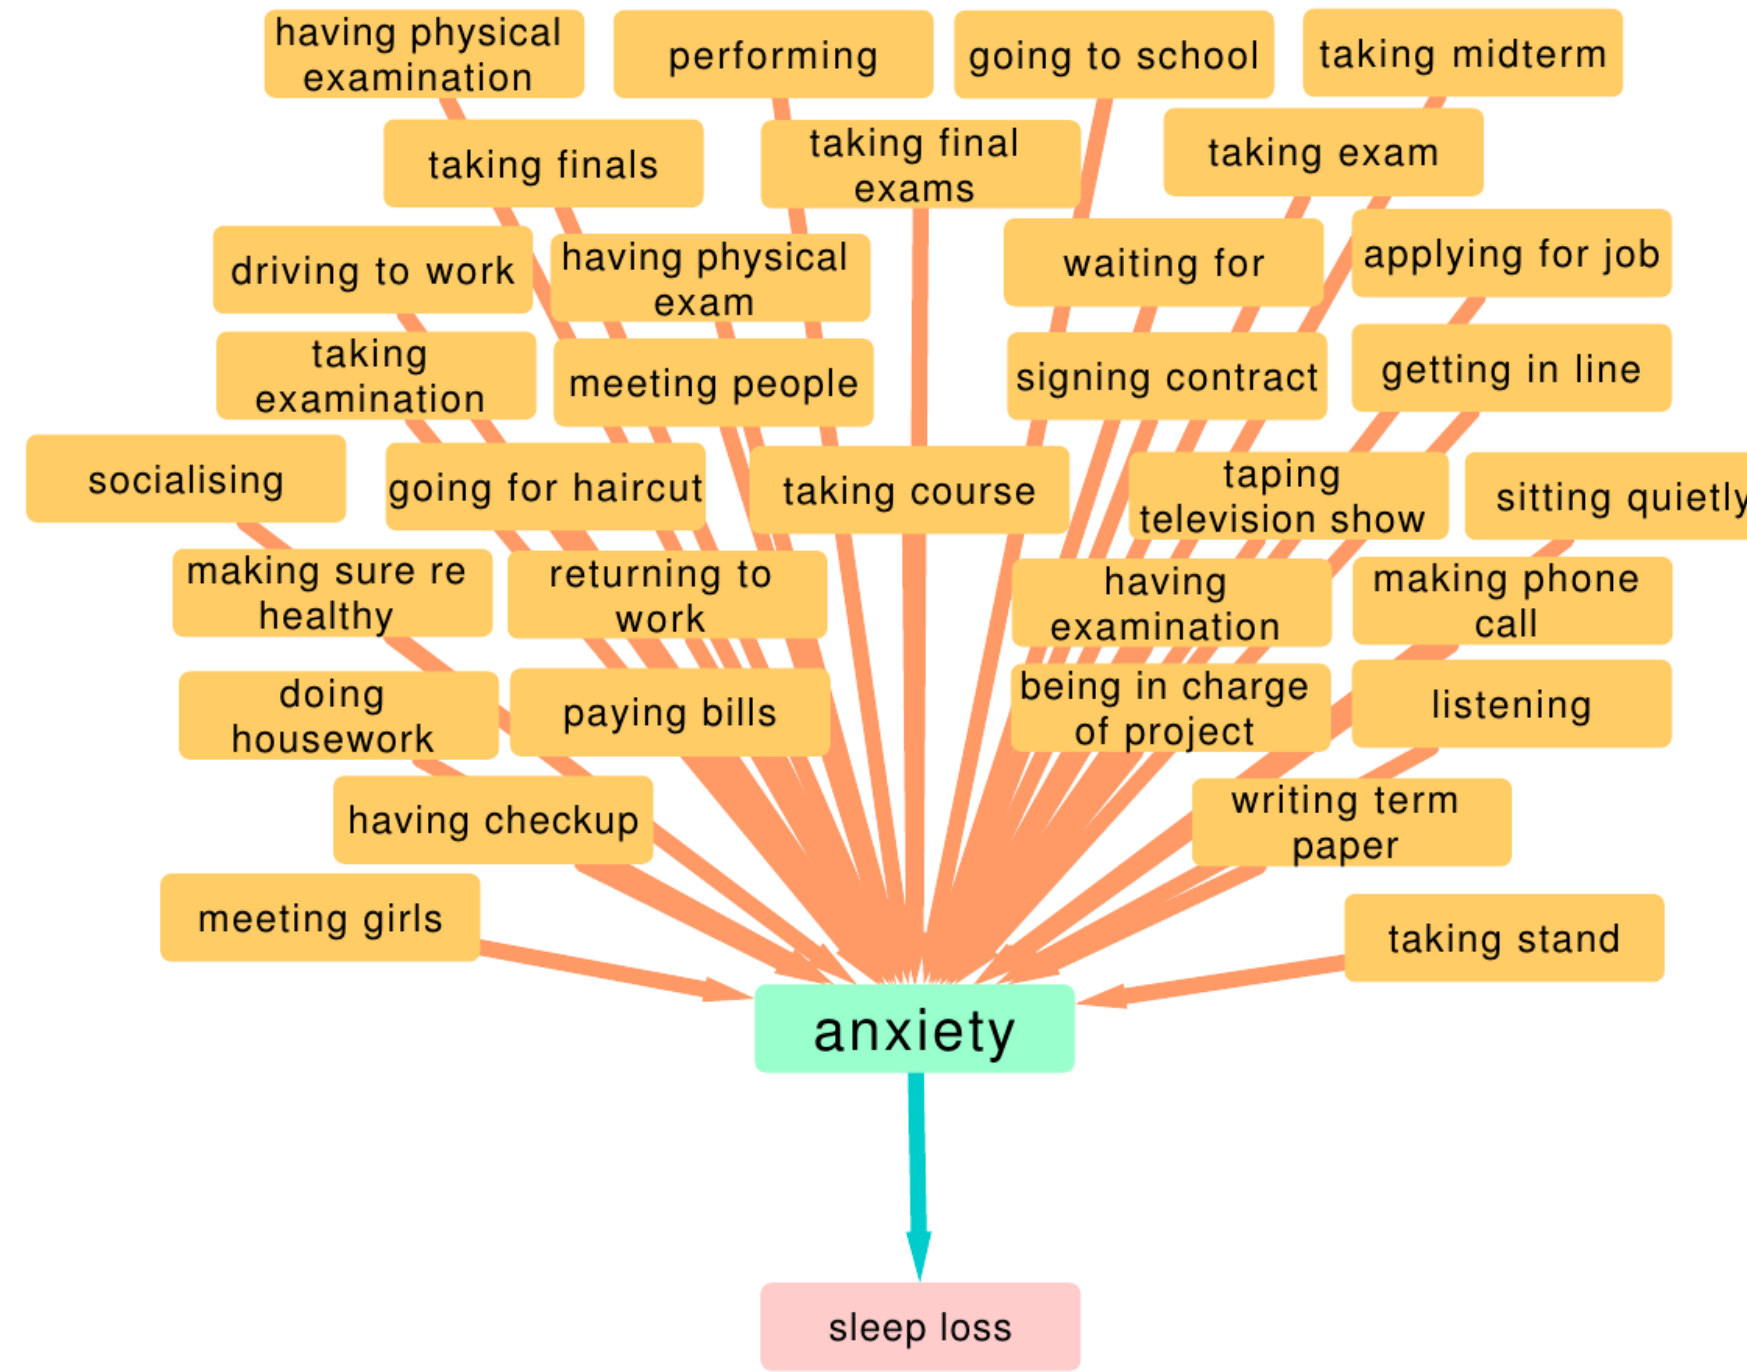 having physical
examination
performing
going to school
taking midterm
taking finals
taking final
exams
taking exam
driving to work
having physical
exam
waiting for
applying for job
taking
examination
meeting people
signing contract
getting in line
socialising
going for haircut
taking course
taping
television show
sitting quietly
making sure re
healthy
returning to
work
having
examination
making phone
call
doing
housework
paying bills
being in charge
of project
listening
having checkup
writing term
paper
meeting girls
taking stand
anxiety
sleep loss